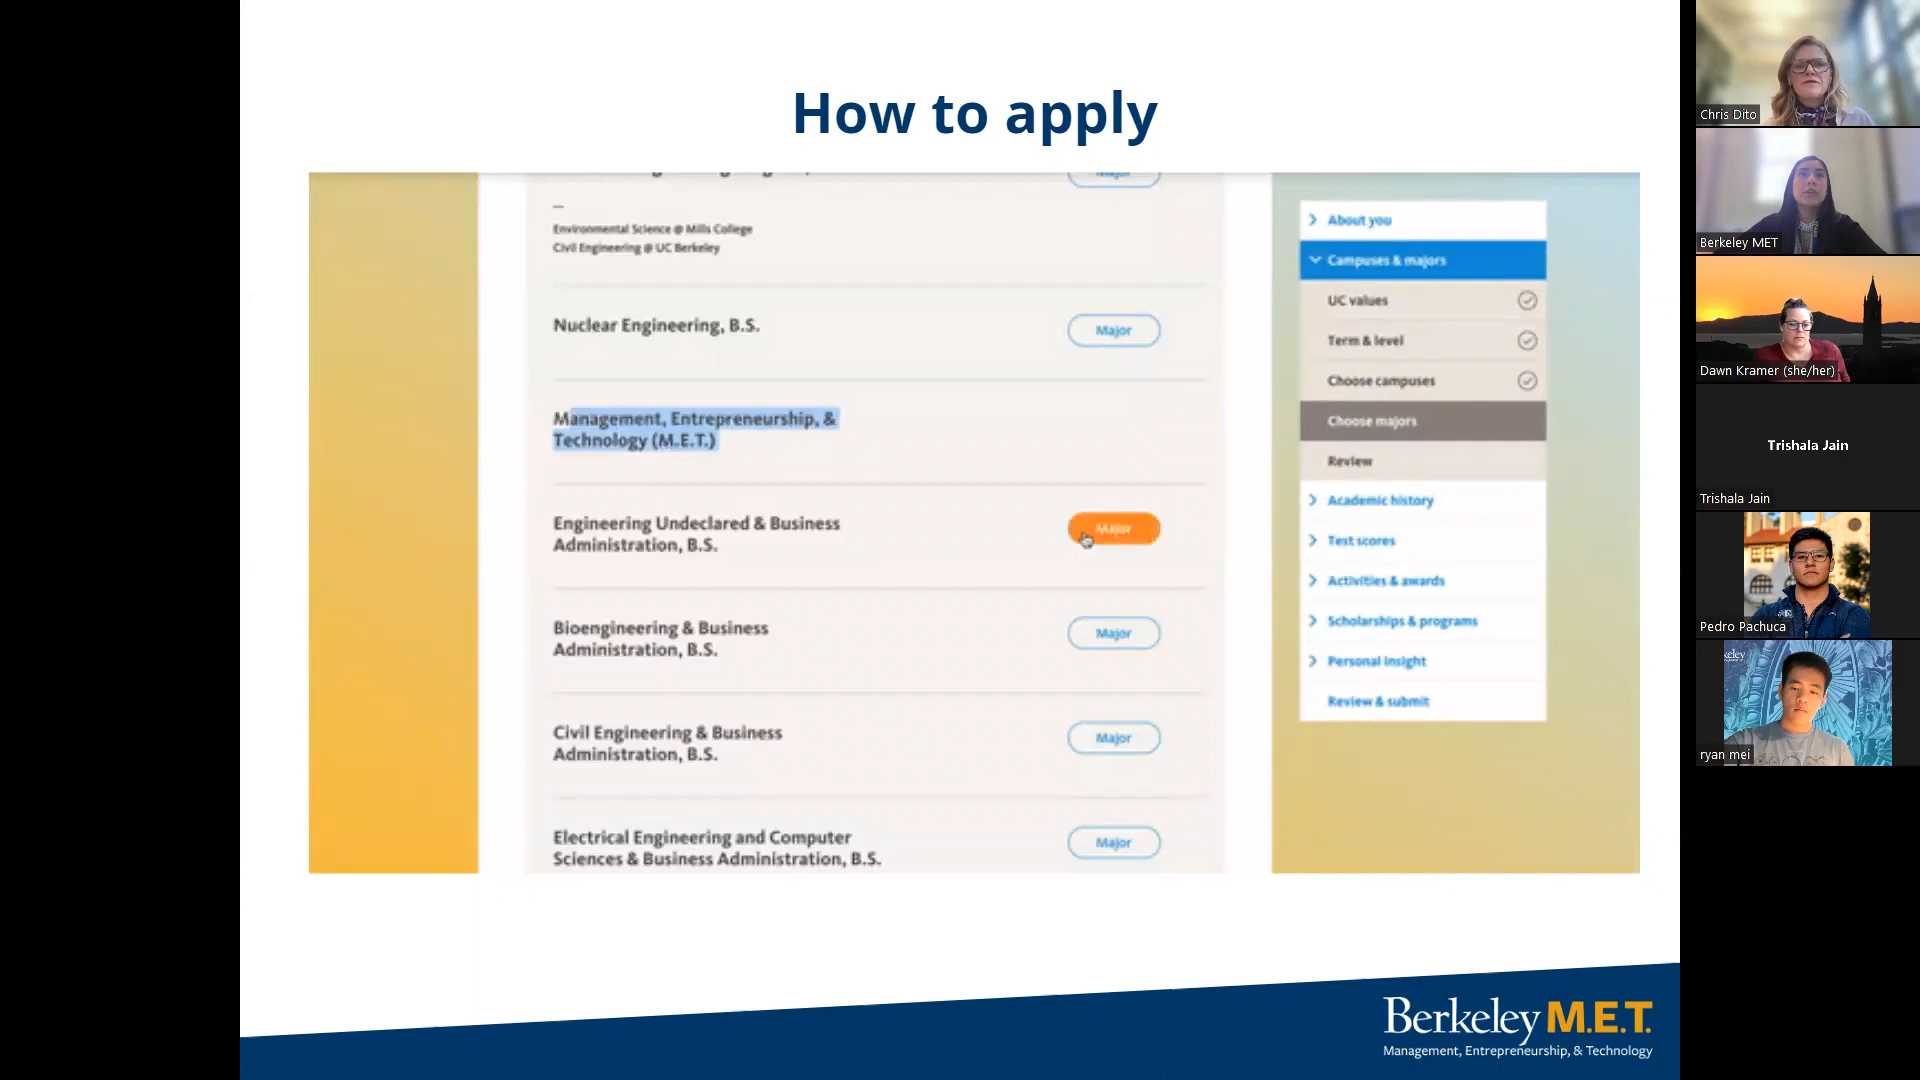 How to apply
Major
—
Environmental Science @ Mills College
Civil Engineering @ UC Berkeley
Nuclear Engineering, B.S.
Major
Management, Entrepreneurship, &
Technology (M.E.T.)
Engineering Undeclared & Business
Administration, B.S.
Major
Bioengineering & Business
Administration, B.S.
Major
Civil Engineering & Business
Administration, B.S.
Major
Electrical Engineering and Computer
Sciences & Business Administration, B.S.
Major
About you
Campuses & majors
UC values
Term & level
Choose campuses
Choose majors
Review
Academic history
Test scores
Activities & awards
Scholarships & programs
Personal insight
Review & submit
Berkeley M.E.T.
Management, Entrepreneurship, & Technology
Chris Dito
Berkeley MET
Dawn Kramer (she/her)
Trishala Jain
Trishala Jain
Pedro Pachuca
keley
ryan mei